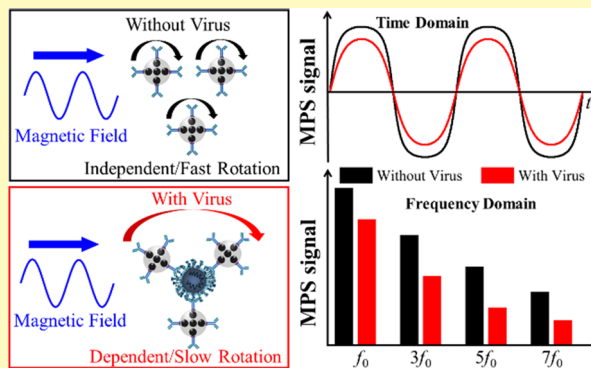 Without Virus
Magnetic Field
Independent/Fast Rotation
With Virus
Magnetic Field
Dependent/Slow Rotation
Time Domain
MPS signal
t
Without Virus
With Virus
Frequency Domain
MPS signal
f₀
3f₀
5f₀
7f₀